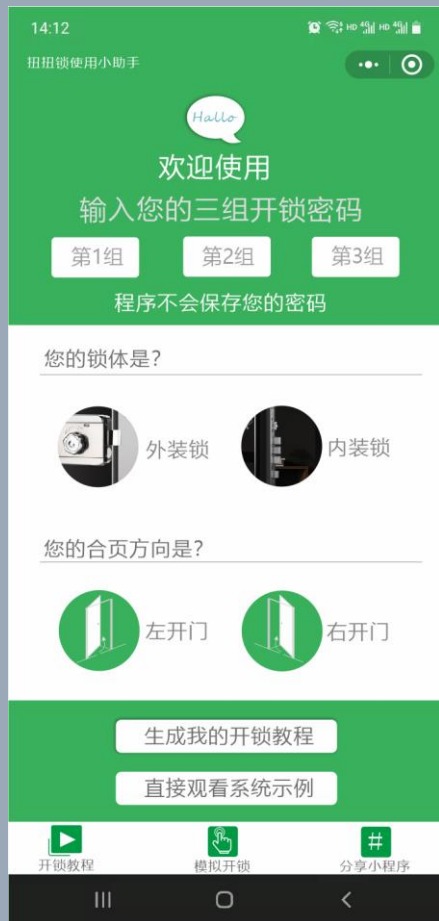 14:12
HD 4G HD 4G
扭扭锁使用小助手
Hallo
欢迎使用
输入您的三组开锁密码
第1组 第2组 第3组
程序不会保存您的密码
您的锁体是?
外装锁 内装锁
您的合页方向是?
左开门 右开门
生成我的开锁教程
直接观看系统示例
开锁教程 模拟开锁 分享小程序